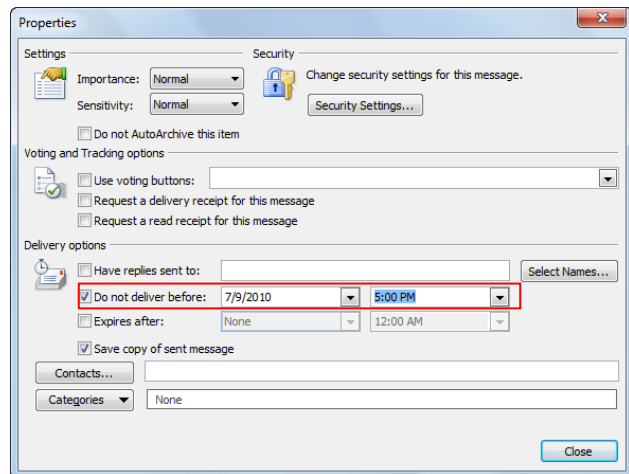 Properties
Settings Security
Importance: Normal Change security settings for this message.
Sensitivity: Normal Security Settings...
Do not AutoArchive this item
Voting and Tracking options
Use voting buttons:
Request a delivery receipt for this message
Request a read receipt for this message
Delivery options
Have replies sent to: Select Names...
Do not deliver before: 7/9/2010 5:00 PM
Expires after: None 12:00 AM
Save copy of sent message
Contacts...
Categories None
Close